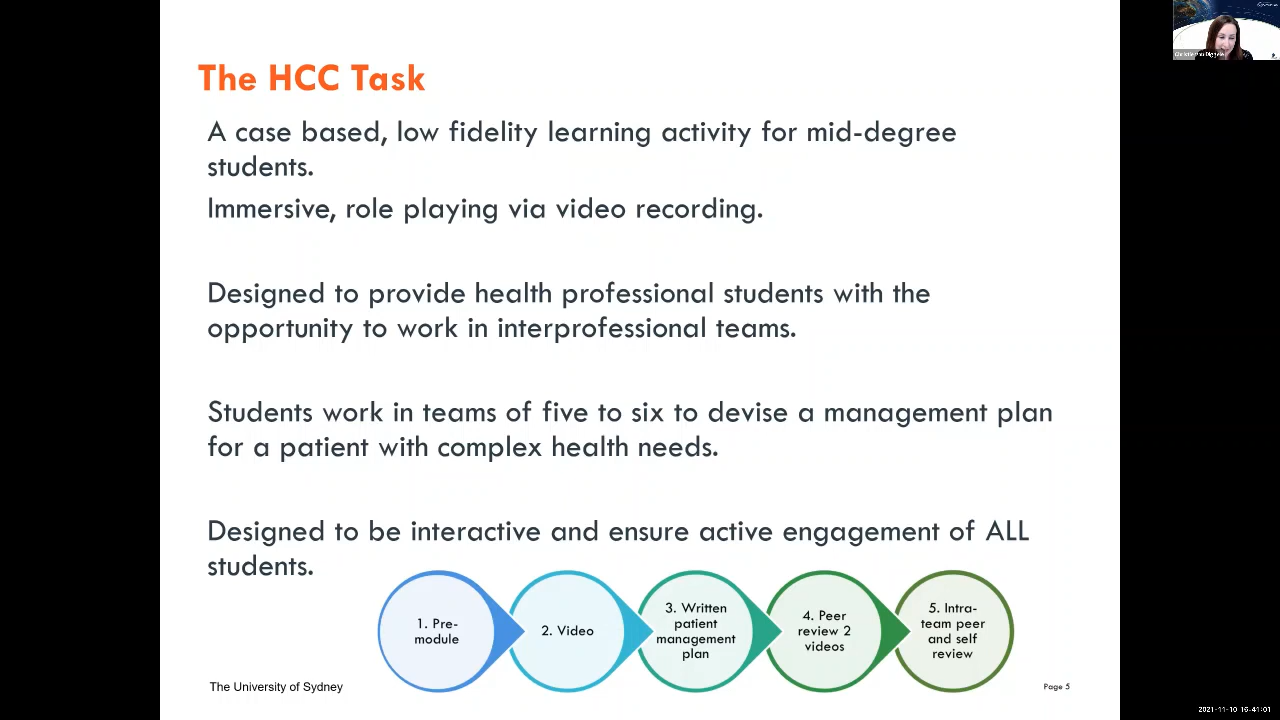 The HCC Task
A case based, low fidelity learning activity for mid-degree
students.
Immersive, role playing via video recording.
Designed to provide health professional students with the
opportunity to work in interprofessional teams.
Students work in teams of five to six to devise a management plan
for a patient with complex health needs.
Designed to be interactive and ensure active engagement of ALL
students.
1. Pre-
module
2. Video
3. Written
patient
management
plan
4. Peer
review 2
videos
5. Intra-
team peer
and self
review
The University of Sydney
Page 5
2021-11-10 16:41:01